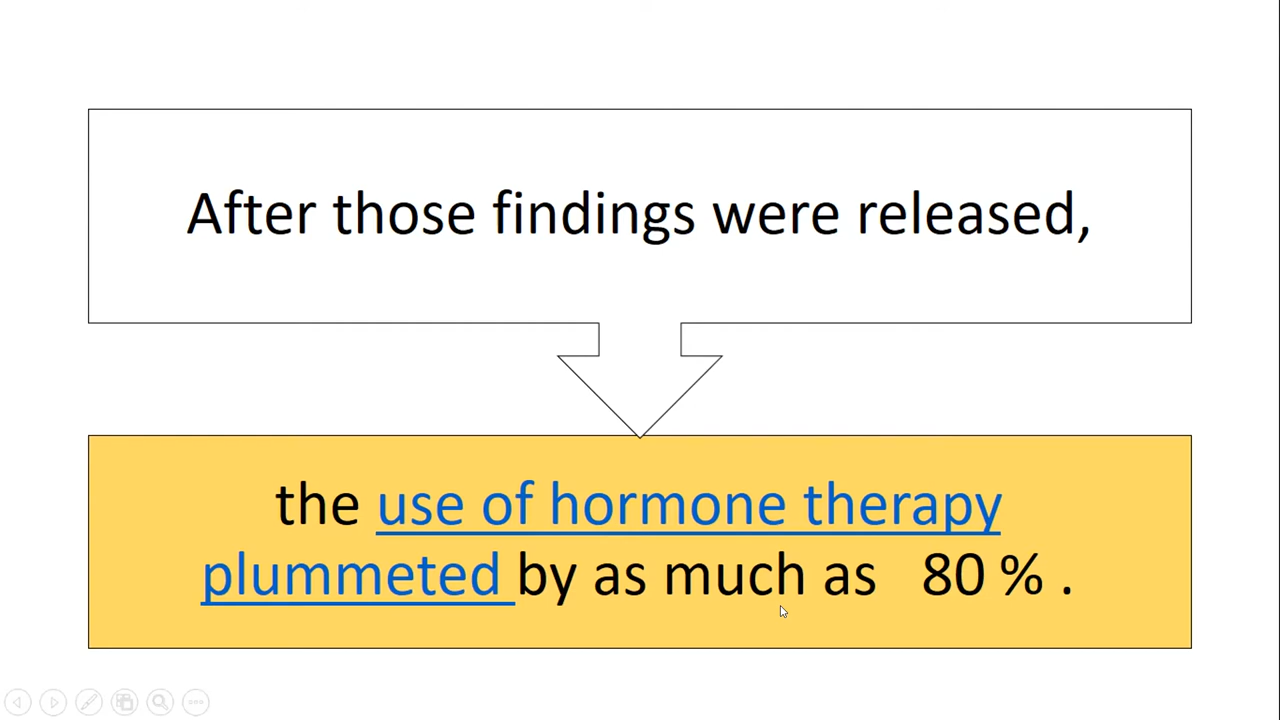 After those findings were released,
the use of hormone therapy
plummeted by as much as 80 % .